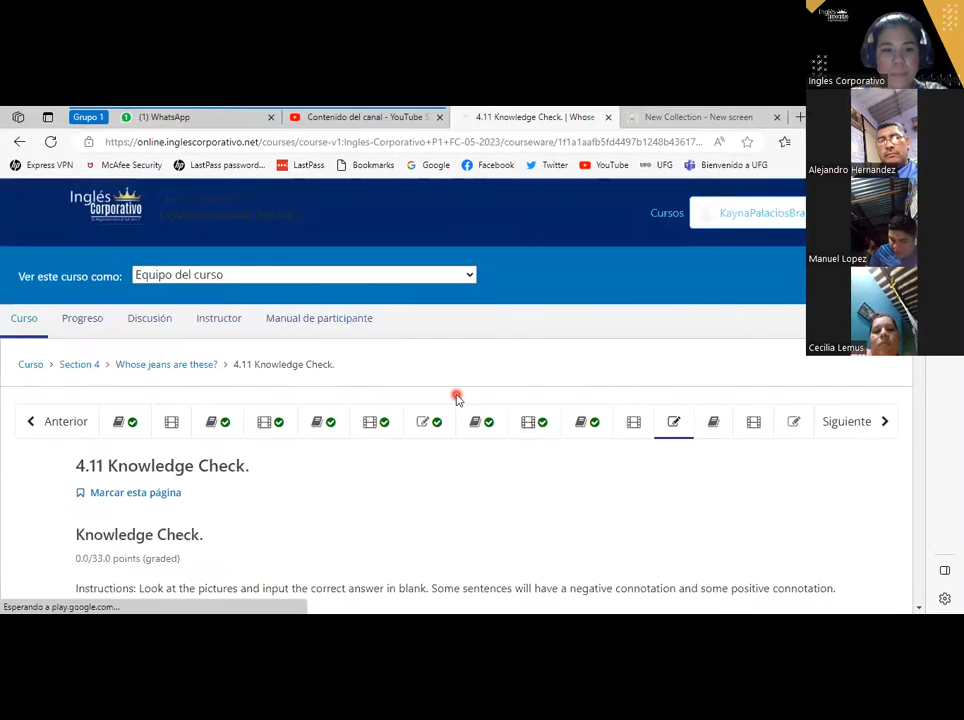 Inglés
Corporativo
Ingles Corporativo
Alejandro Hernandez
Manuel Lopez
Cecilia Lemus
Grupo 1
(1) WhatsApp
Contenido del canal - YouTube S
4.11 Knowledge Check. | Whose
New Collection - New screen
https://online.inglescorporativo.net/courses/course-v1:Ingles-Corporativo+P1+FC-05-2023/courseware/1f1a1aafb5fd4497b1248b43617...
Express VPN
McAfee Security
LastPass password...
LastPass
Bookmarks
Google
Facebook
Twitter
YouTube
UFG
Bienvenido a UFG
Inglés
Corporativo
Cursos
KaynaPalaciosBra
Ver este curso como:
Equipo del curso
Curso
Progreso
Discusión
Instructor
Manual de participante
Curso > Section 4 > Whose jeans are these? > 4.11 Knowledge Check.
Anterior
Siguiente
4.11 Knowledge Check.
Marcar esta página
Knowledge Check.
0.0/33.0 points (graded)
Instructions: Look at the pictures and input the correct answer in blank. Some sentences will have a negative connotation and some positive connotation.
Esperando a play.google.com...